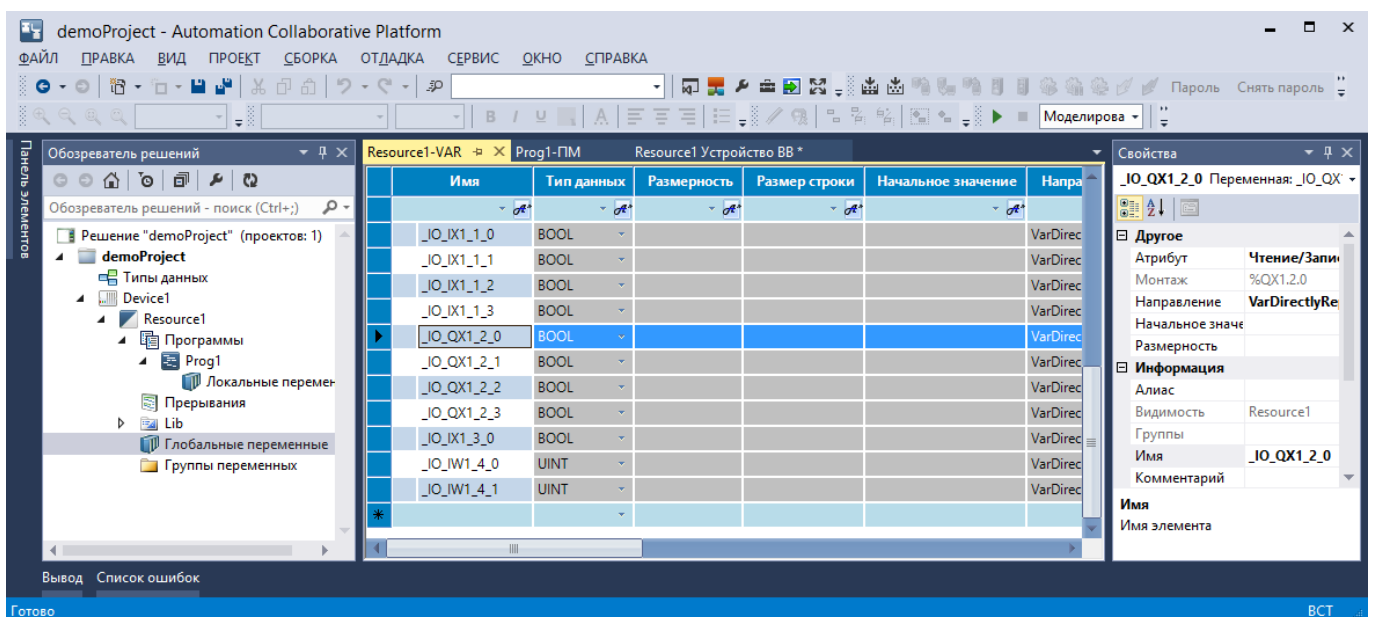 demoProject - Automation Collaborative Platform
ФАЙЛ ПРАВКА ВИД ПРОЕКТ СБОРКА ОТЛАДКА СЕРВИС ОКНО СПРАВКА
Пароль Снять пароль
B I U A Моделирова
Панель элементов
Обозреватель решений
Обозреватель решений - поиск (Ctrl+;)
Решение "demoProject" (проектов: 1)
demoProject
Типы данных
Device1
Resource1
Программы
Prog1
Локальные перемен
Прерывания
Lib
Глобальные переменные
Группы переменных
Resource1-VAR Prog1-ПМ Resource1 Устройство ВВ *
Имя Тип данных Размерность Размер строки Начальное значение Напра
_IO_IX1_1_0 BOOL VarDirec
_IO_IX1_1_1 BOOL VarDirec
_IO_IX1_1_2 BOOL VarDirec
_IO_IX1_1_3 BOOL VarDirec
_IO_QX1_2_0 BOOL VarDirec
_IO_QX1_2_1 BOOL VarDirec
_IO_QX1_2_2 BOOL VarDirec
_IO_QX1_2_3 BOOL VarDirec
_IO_IX1_3_0 BOOL VarDirec
_IO_IW1_4_0 UINT VarDirec
_IO_IW1_4_1 UINT VarDirec
Свойства
_IO_QX1_2_0 Переменная: _IO_QX
Другое
Атрибут Чтение/Запи
Монтаж %QX1.2.0
Направление VarDirectlyRe
Начальное значе
Размерность
Информация
Алиас
Видимость Resource1
Группы
Имя _IO_QX1_2_0
Комментарий
Имя
Имя элемента
Вывод Список ошибок
Готово ВСТ